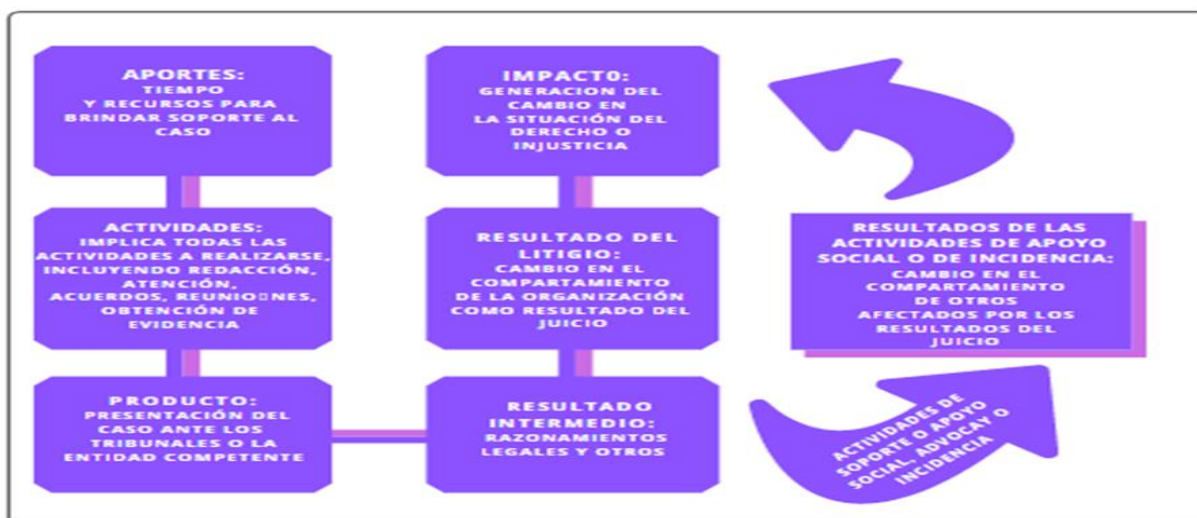 APORTES:
TIEMPO
Y RECURSOS PARA
BRINDAR SOPORTE AL
CASO
ACTIVIDADES:
IMPLICA TODAS LAS
ACTIVIDADES A REALIZARSE,
INCLUYENDO REDACCIÓN,
ATENCIÓN,
ACUERDOS, REUNIO▯NES,
OBTENCIÓN DE
EVIDENCIA
PRODUCTO:
PRESENTACIÓN DEL
CASO ANTE LOS
TRIBUNALES O LA
ENTIDAD COMPETENTE
RESULTADO
INTERMEDIO:
RAZONAMIENTOS
LEGALES Y OTROS
RESULTADO DEL
LITIGIO:
CAMBIO EN EL
COMPARTAMIENTO
DE LA ORGANIZACIÓN
COMO RESULTADO DEL
JUICIO
IMPACT0:
GENERACION DEL
CAMBIO EN
LA SITUACIÓN DEL
DERECHO O
INJUSTICIA
ACTIVIDADES DE
SOPORTE O APOYO
SOCIAL, ADVOCAY O
INCIDENCIA
RESULTADOS DE LAS
ACTIVIDADES DE APOYO
SOCIAL O DE INCIDENCIA:
CAMBIO EN EL
COMPARTAMIENTO
DE OTROS
AFECTADOS POR LOS
RESULTADOS DEL
JUICIO